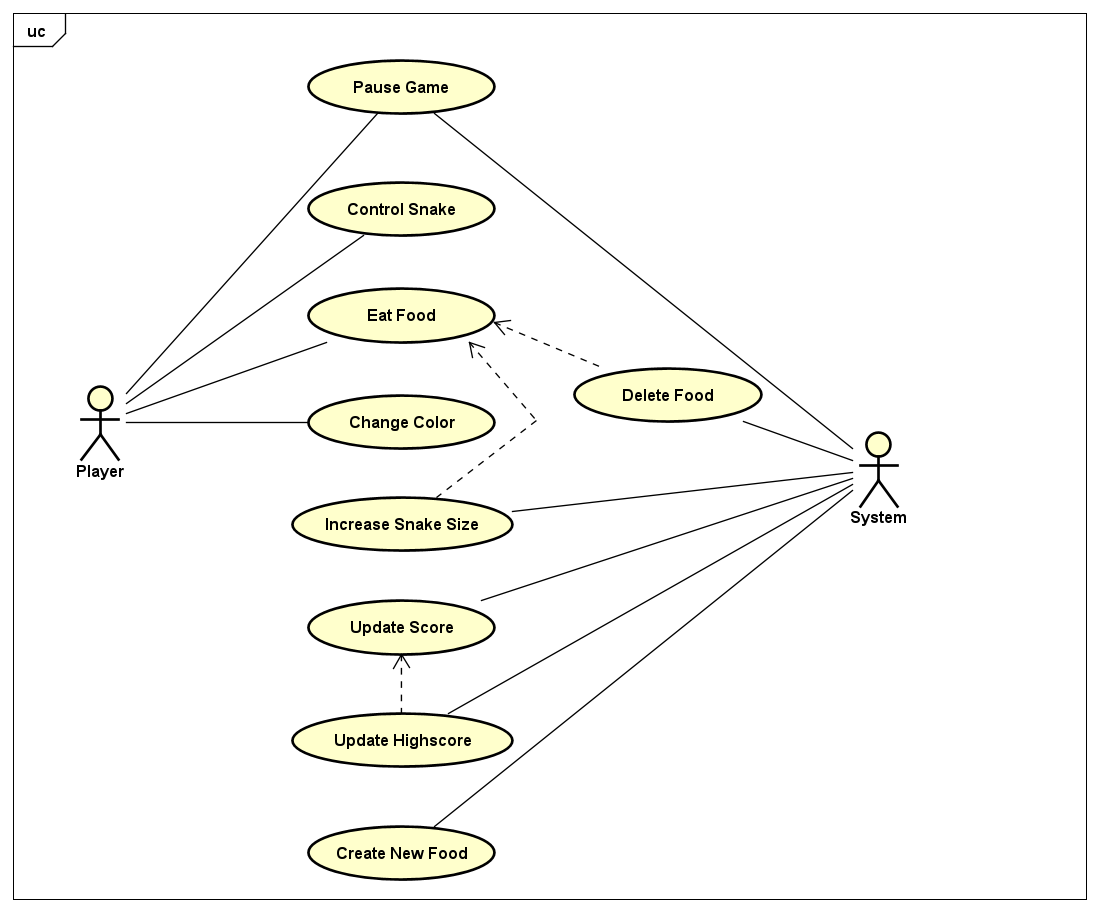 uc
Pause Game
Control Snake
Eat Food
Delete Food
Change Color
Player
System
Increase Snake Size
Update Score
Update Highscore
Create New Food